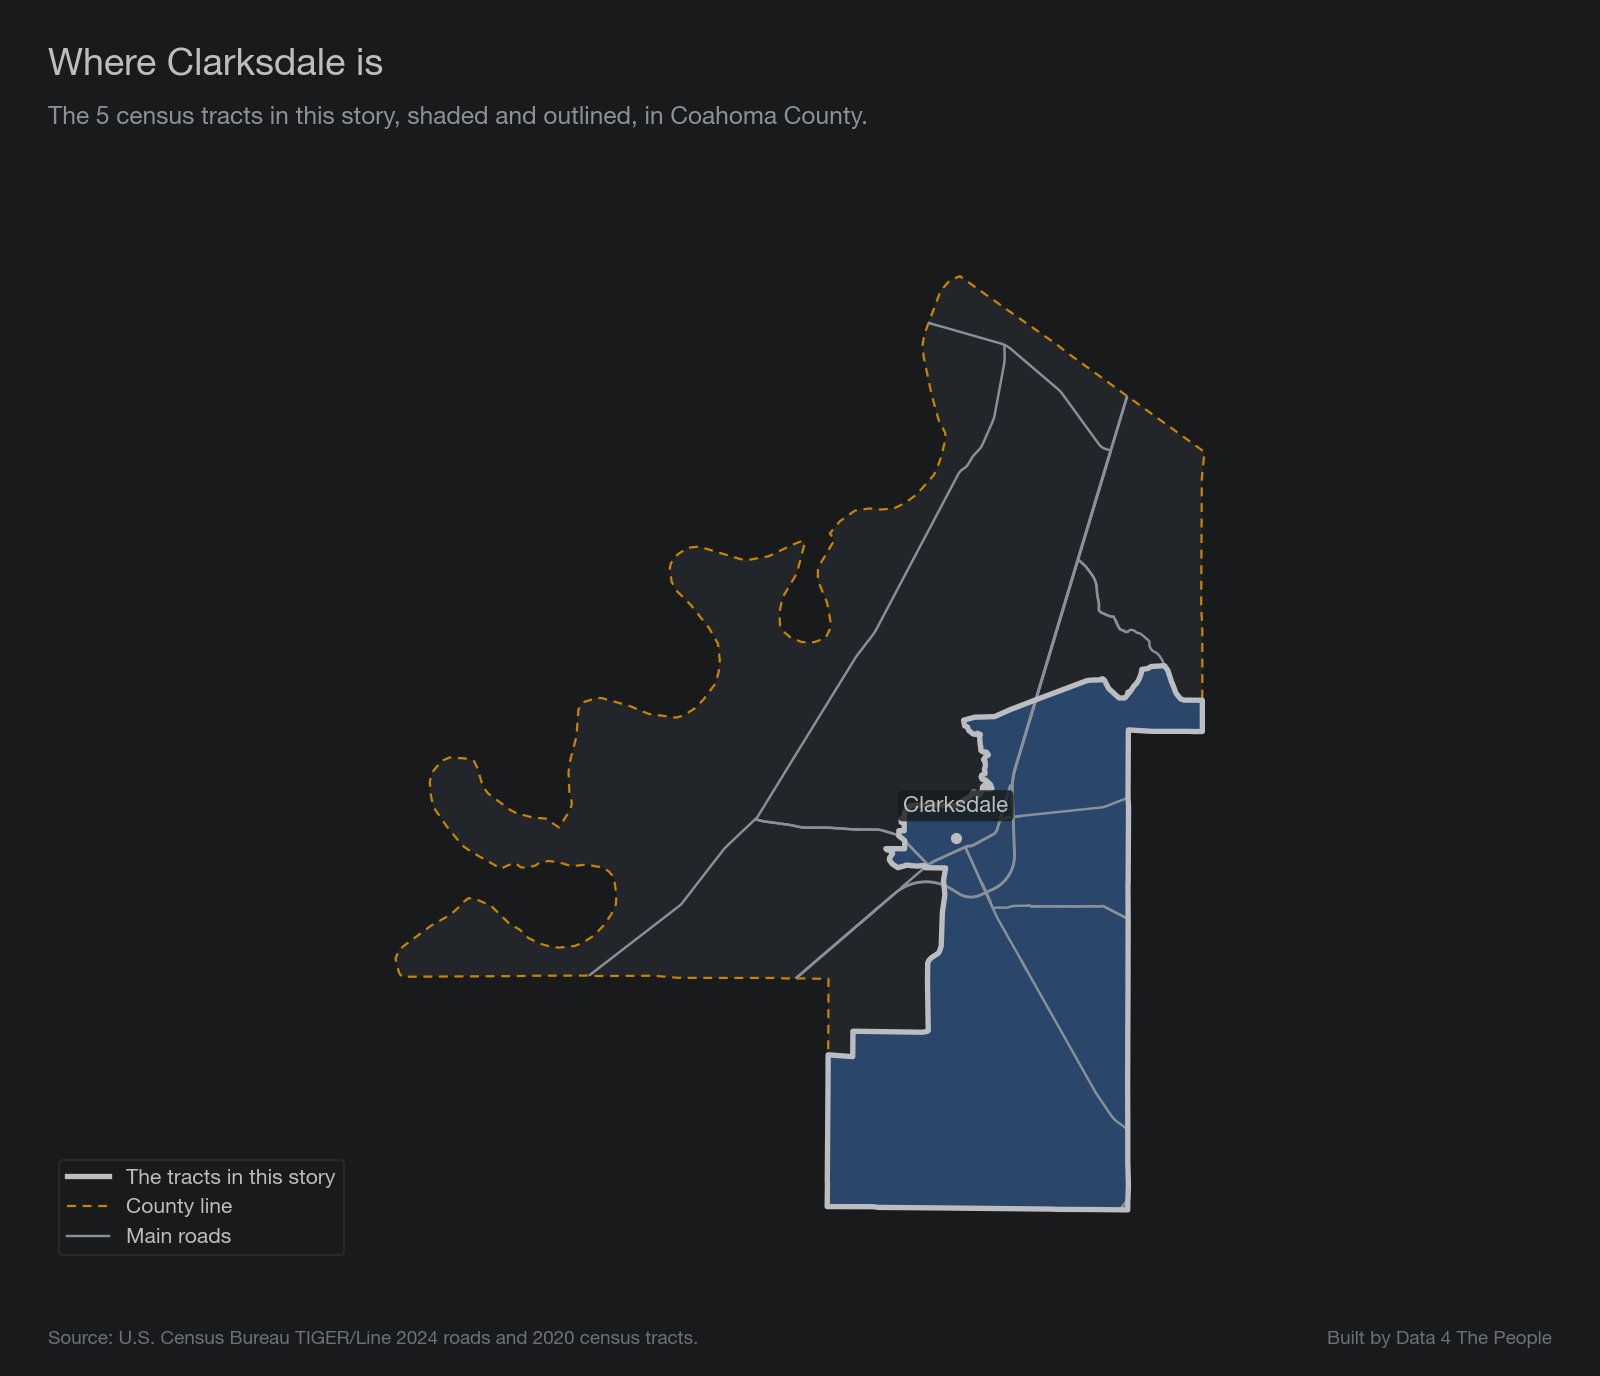 Where Clarksdale is
The 5 census tracts in this story, shaded and outlined, in Coahoma County.
Clarksdale
The tracts in this story
County line
Main roads
Source: U.S. Census Bureau TIGER/Line 2024 roads and 2020 census tracts.
Built by Data 4 The People